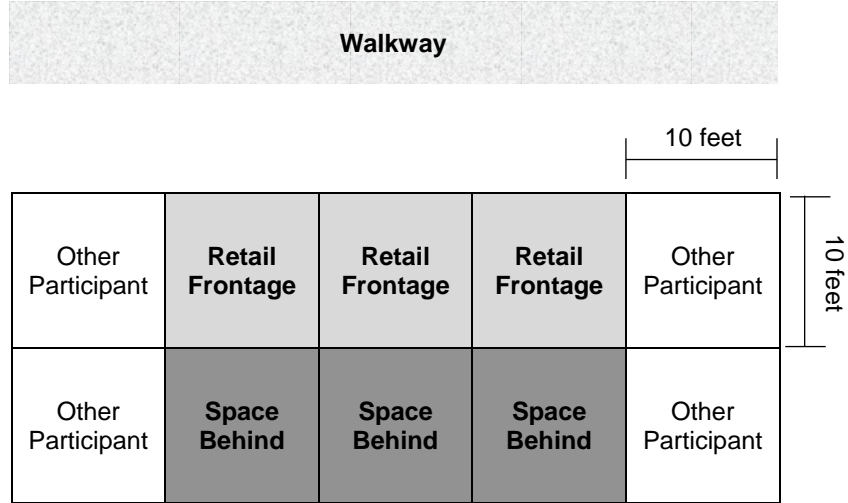 Walkway
10 feet
Other
Participant
Retail
Frontage
Retail
Frontage
Retail
Frontage
Other
Participant
10 feet
Other
Participant
Space
Behind
Space
Behind
Space
Behind
Other
Participant